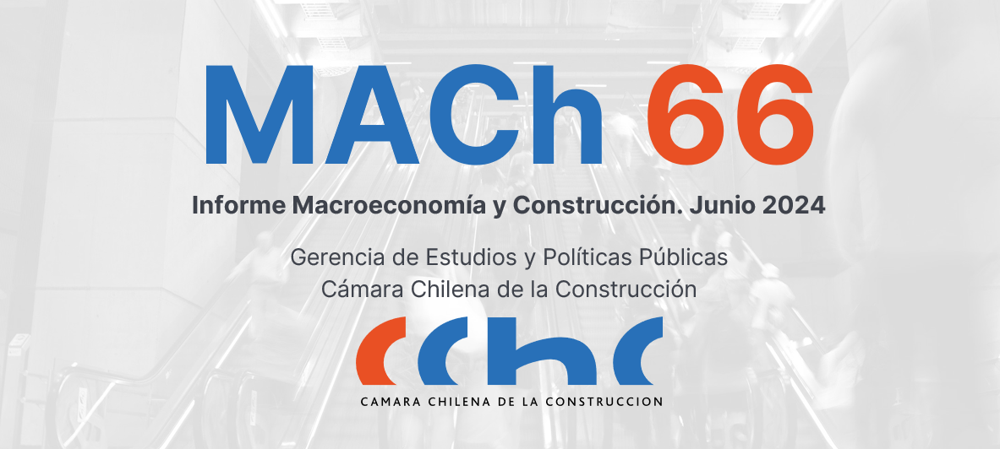 MACh 66
Informe Macroeconomía y Construcción. Junio 2024
Gerencia de Estudios y Políticas Públicas
Cámara Chilena de la Construcción
cchc
CAMARA CHILENA DE LA CONSTRUCCION